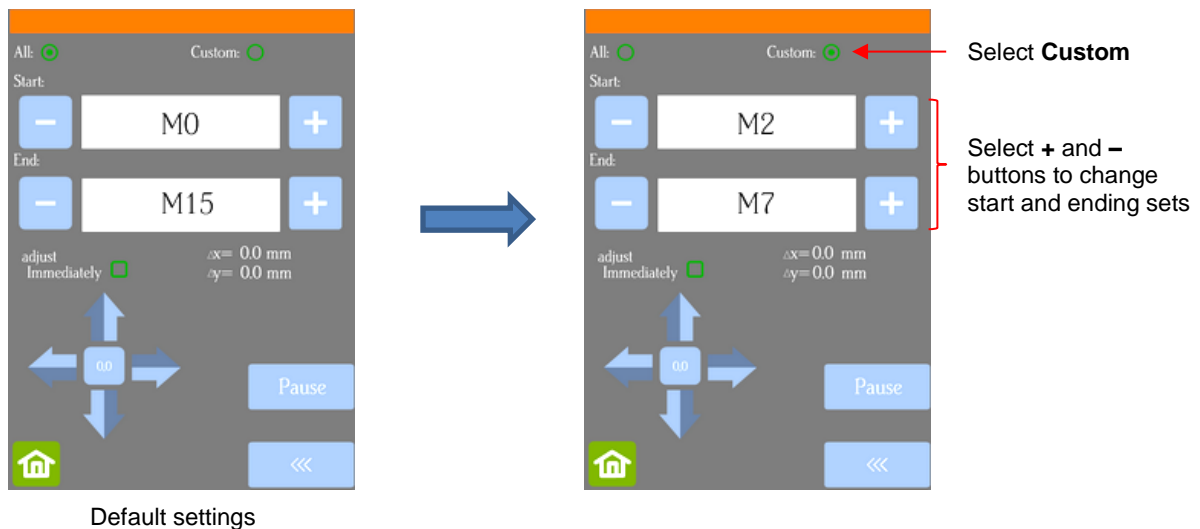 All:
Custom:
Start:
−
M0
+
End:
−
M15
+
adjust
Immediately
△x= 0.0 mm
△y= 0.0 mm
0.0
Pause
<<<
Default settings
All:
Custom:
Start:
−
M2
+
End:
−
M7
+
adjust
Immediately
△x= 0.0 mm
△y= 0.0 mm
0.0
Pause
<<<
Select Custom
Select + and –
buttons to change
start and ending sets